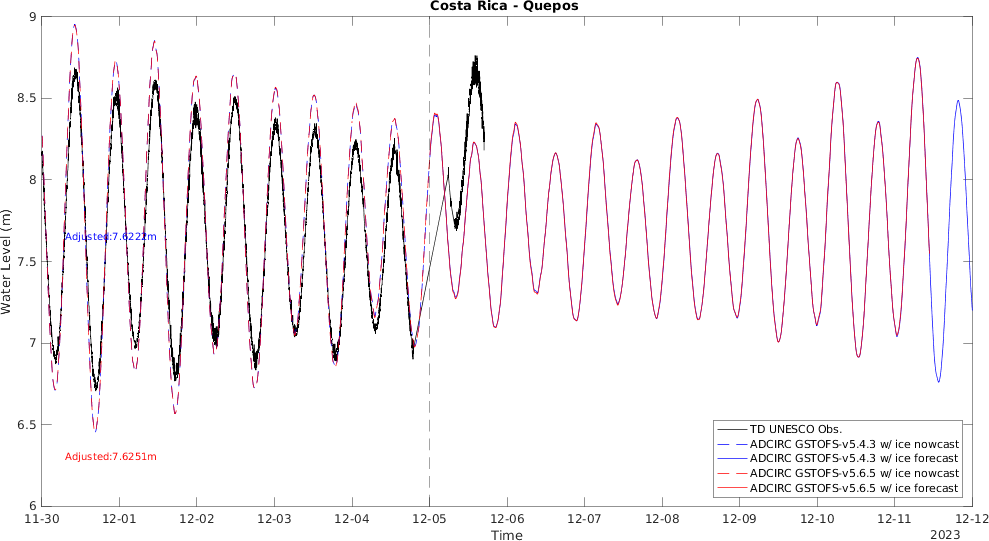 Costa Rica - Quepos
9
8.5
8
7.5
7
6.5
6
Water Level (m)
Adjusted:7.6222m
Adjusted:7.6251m
TD UNESCO Obs.
ADCIRC GSTOFS-v5.4.3 w/ ice nowcast
ADCIRC GSTOFS-v5.4.3 w/ ice forecast
ADCIRC GSTOFS-v5.6.5 w/ ice nowcast
ADCIRC GSTOFS-v5.6.5 w/ ice forecast
11-30 12-01 12-02 12-03 12-04 12-05 12-06 12-07 12-08 12-09 12-10 12-11 12-12
Time
2023